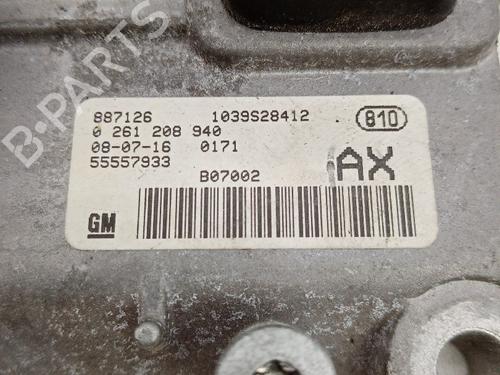 B-PARTS
887126 1039S28412 810
0 261 208 940
08-07-16 0171
55557933 AX
B07002
GM